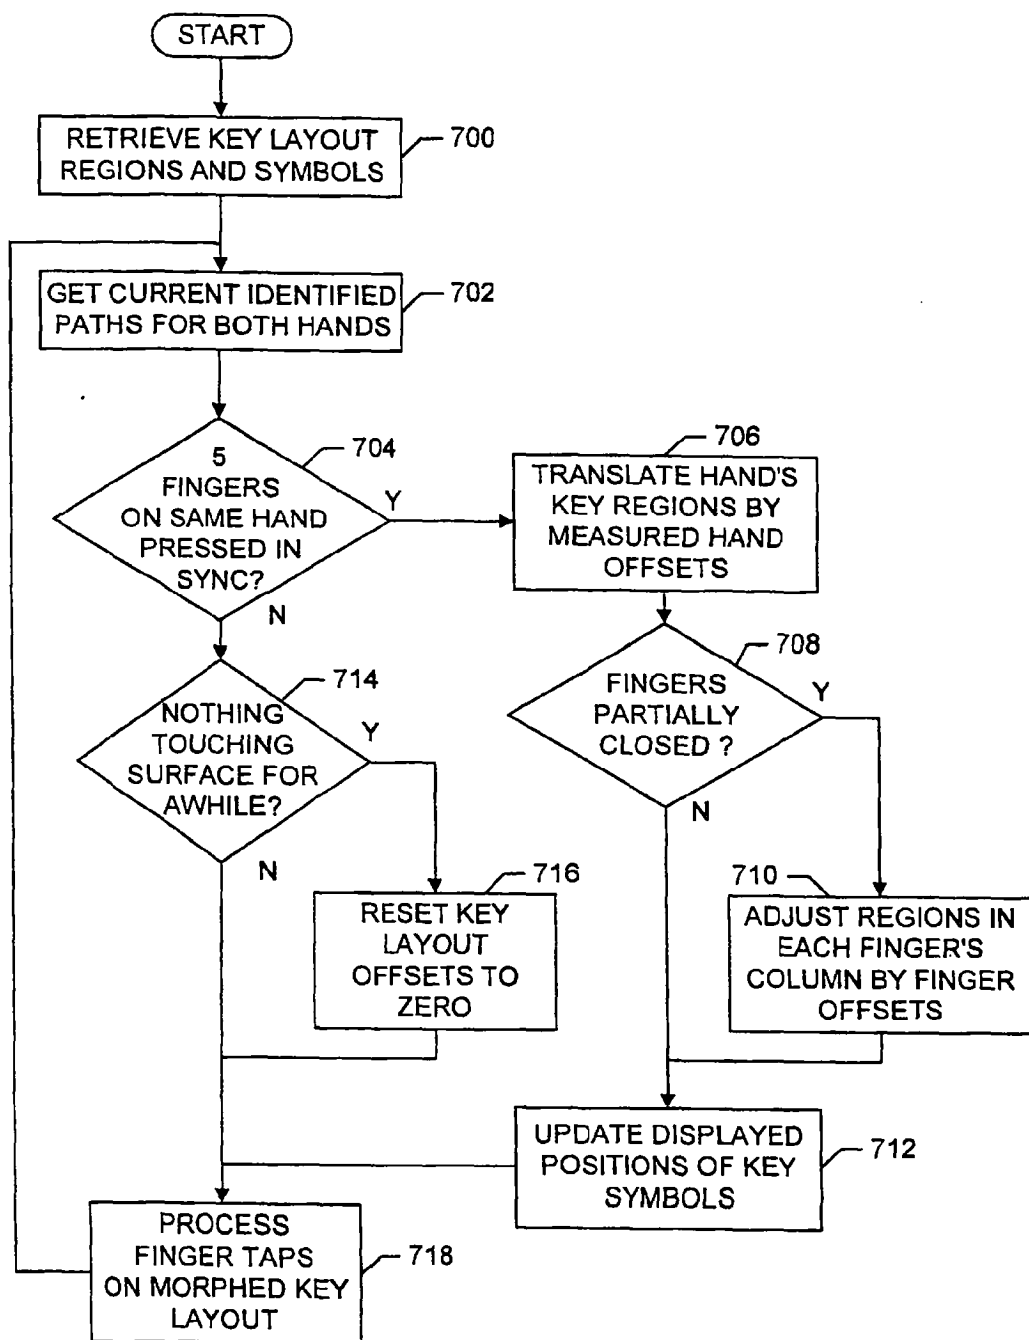 START
RETRIEVE KEY LAYOUT
REGIONS AND SYMBOLS
700
GET CURRENT IDENTIFIED
PATHS FOR BOTH HANDS
702
5
FINGERS
ON SAME HAND
PRESSED IN
SYNC?
704
Y
N
706
TRANSLATE HAND'S
KEY REGIONS BY
MEASURED HAND
OFFSETS
708
FINGERS
PARTIALLY
CLOSED ?
Y
N
714
NOTHING
TOUCHING
SURFACE FOR
AWHILE?
Y
N
716
RESET KEY
LAYOUT
OFFSETS TO
ZERO
710
ADJUST REGIONS IN
EACH FINGER'S
COLUMN BY FINGER
OFFSETS
UPDATE DISPLAYED
POSITIONS OF KEY
SYMBOLS
712
PROCESS
FINGER TAPS
ON MORPHED KEY
LAYOUT
718